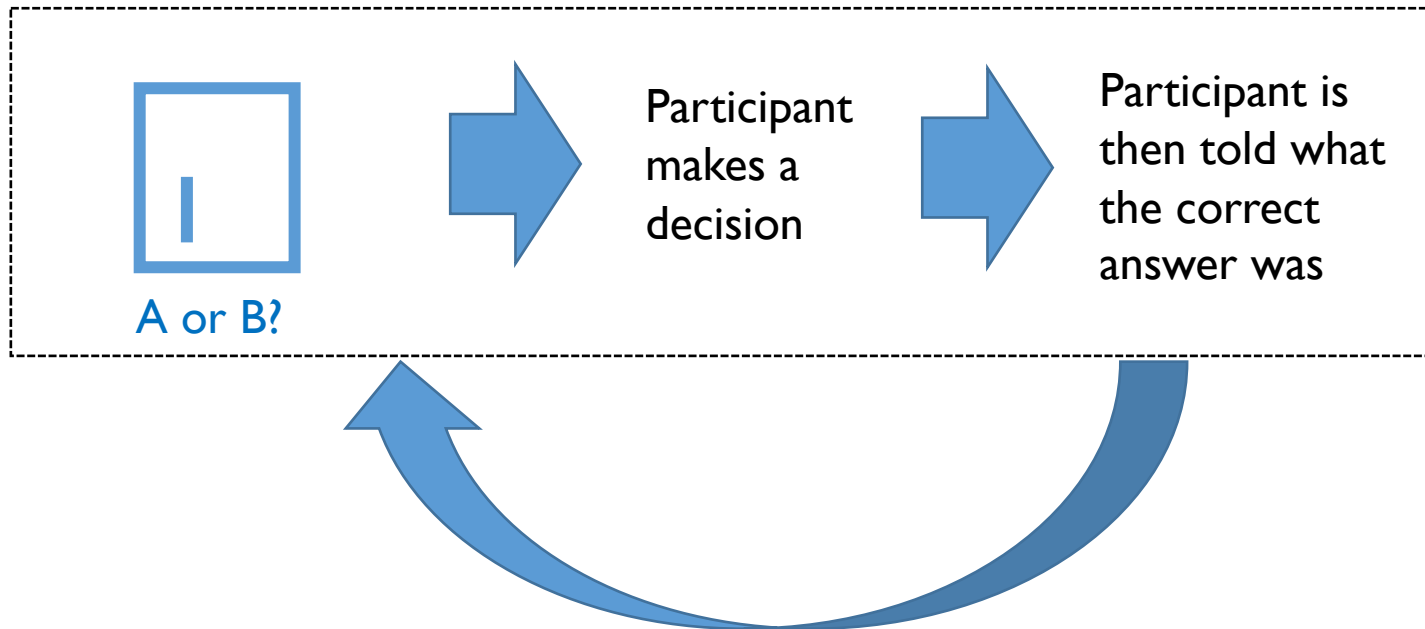 A or B?
Participant
makes a
decision
Participant is
then told what
the correct
answer was